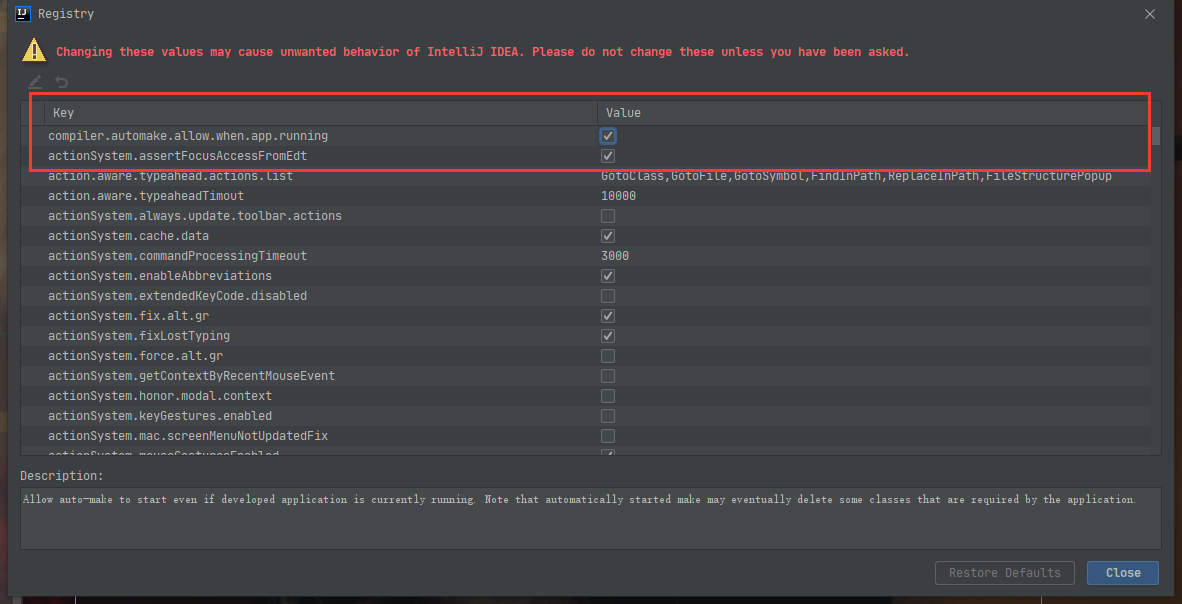 IJ Registry
Changing these values may cause unwanted behavior of IntelliJ IDEA. Please do not change these unless you have been asked.
Key Value
compiler.automake.allow.when.app.running
actionSystem.assertFocusAccessFromEdt
action.aware.typeahead.actions.list GotoClass,GotoFile,GotoSymbol,FindInPath,ReplaceInPath,FileStructurePopup
action.aware.typeaheadTimout 10000
actionSystem.always.update.toolbar.actions
actionSystem.cache.data
actionSystem.commandProcessingTimeout 3000
actionSystem.enableAbbreviations
actionSystem.extendedKeyCode.disabled
actionSystem.fix.alt.gr
actionSystem.fixLostTyping
actionSystem.force.alt.gr
actionSystem.getContextByRecentMouseEvent
actionSystem.honor.modal.context
actionSystem.keyGestures.enabled
actionSystem.mac.screenMenuNotUpdatedFix
actionSystem.mouseGesturesEnabled
Description:
Allow auto-make to start even if developed application is currently running. Note that automatically started make may eventually delete some classes that are required by the application.
Restore Defaults Close